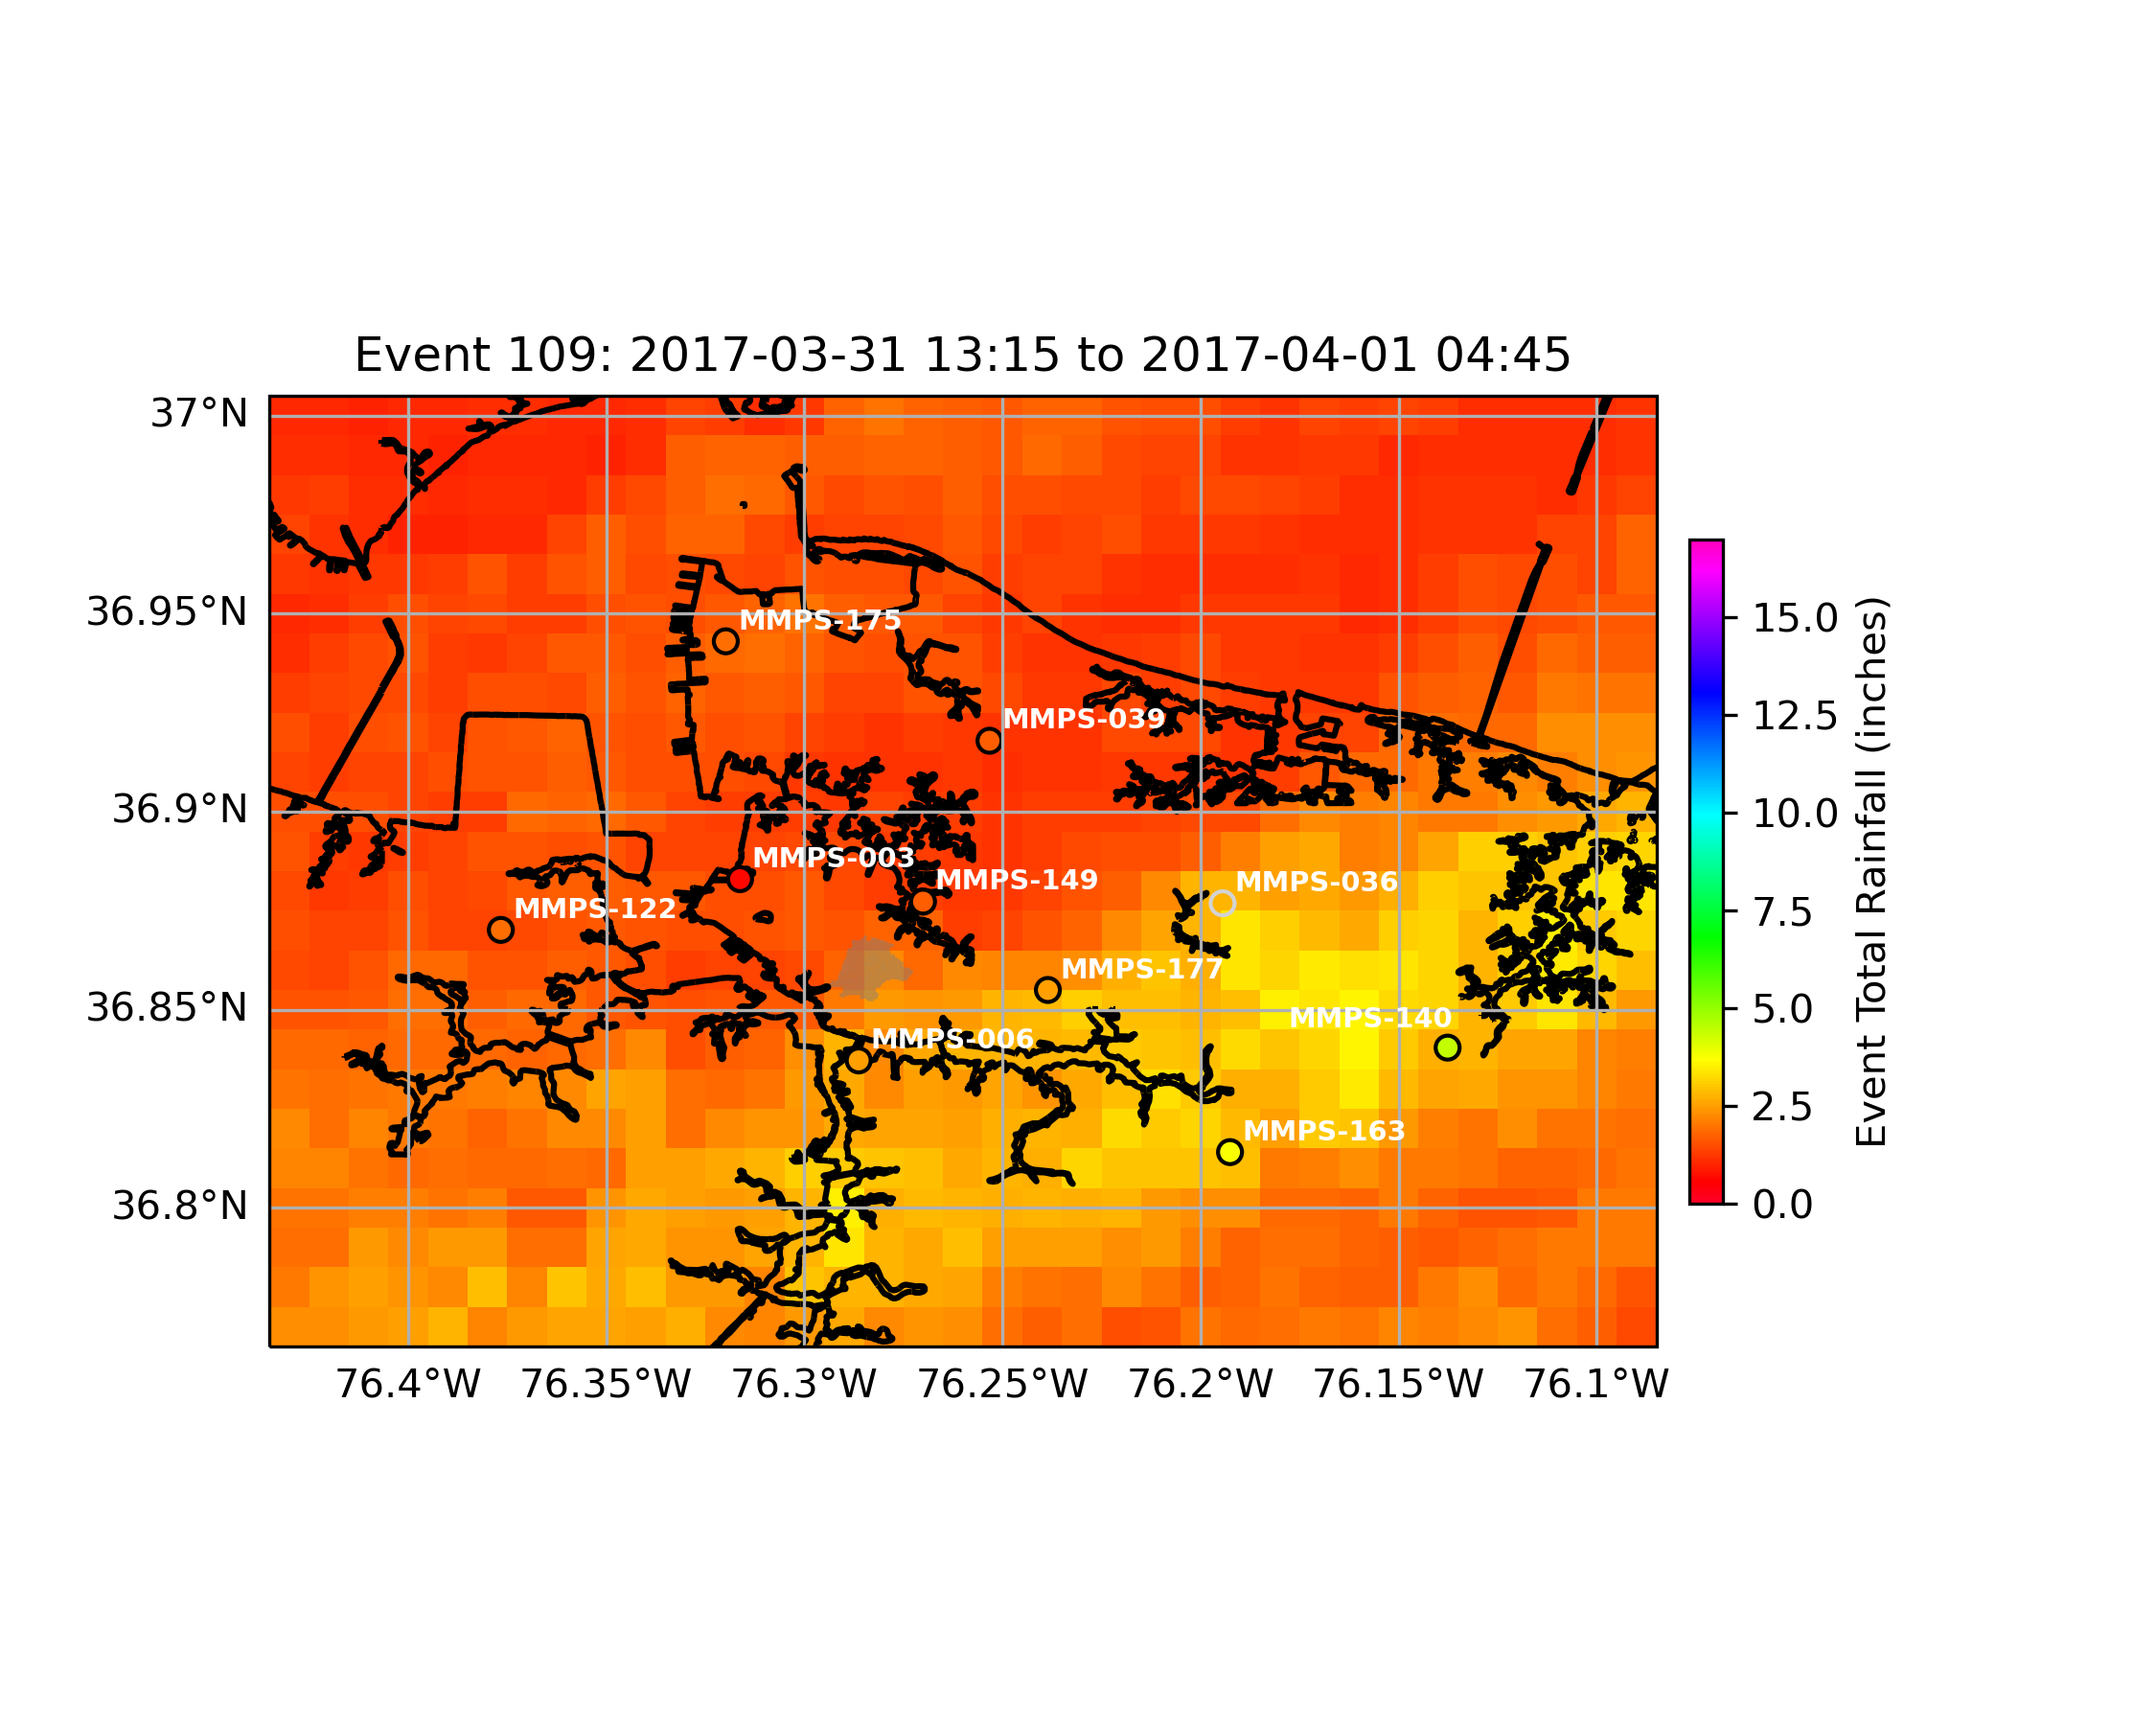 Event 109: 2017-03-31 13:15 to 2017-04-01 04:45
37°N
36.95°N
36.9°N
36.85°N
36.8°N
76.4°W
76.35°W
76.3°W
76.25°W
76.2°W
76.15°W
76.1°W
MMPS-175
MMPS-039
MMPS-003
MMPS-149
MMPS-036
MMPS-122
MMPS-177
MMPS-140
MMPS-006
MMPS-163
15.0
12.5
10.0
7.5
5.0
2.5
0.0
Event Total Rainfall (inches)